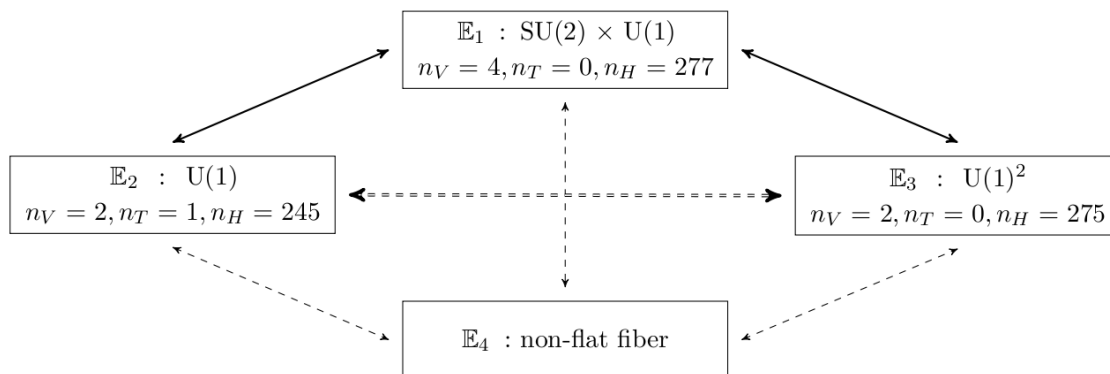 𝔼₁ : SU(2) × U(1)
n_V = 4, n_T = 0, n_H = 277
𝔼₂ : U(1)
n_V = 2, n_T = 1, n_H = 245
𝔼₃ : U(1)²
n_V = 2, n_T = 0, n_H = 275
𝔼₄ : non-flat fiber